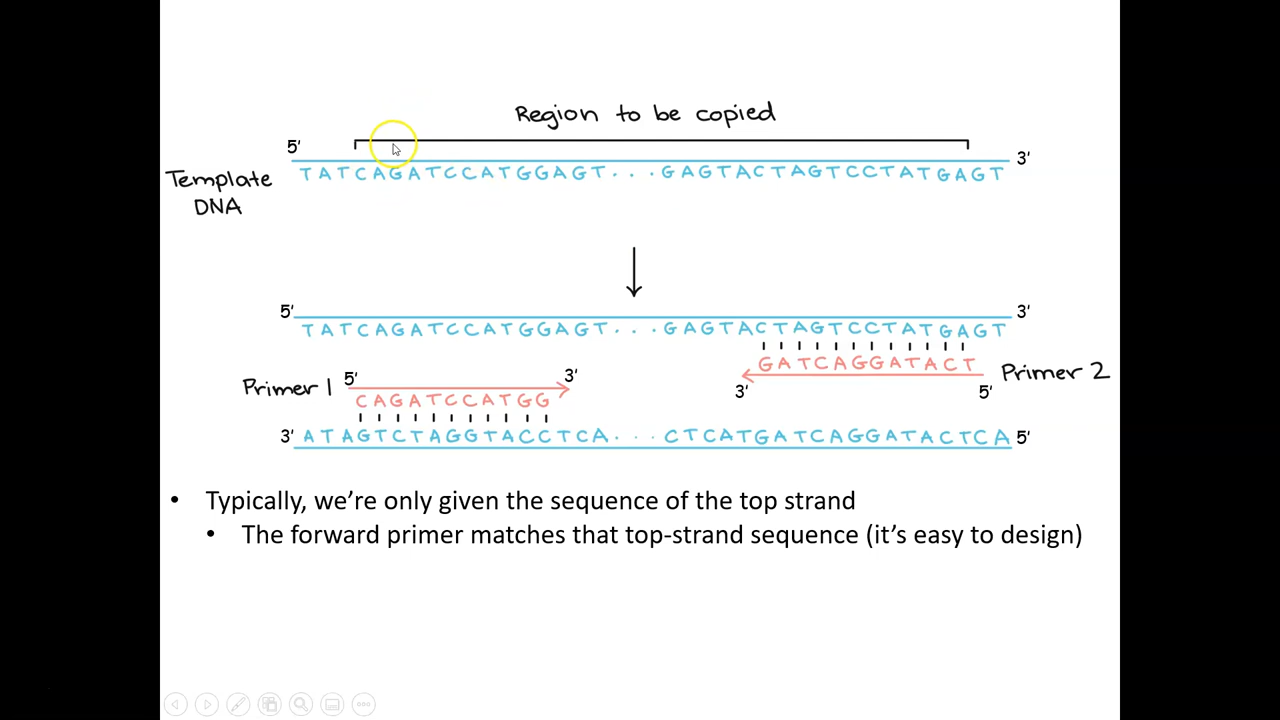 Region to be copied
5' 3'
Template TATCAGATCCATGGAGT...GAGTACTAGTCCTATGAGT
DNA
5' 3'
TATCAGATCCATGGAGT...GAGTACTAGTCCTATGAGT
GATCAGGATACT Primer 2
Primer 1 5' 3' 3' 5'
CAGATCCATGG
3' ATAGTCTAGGTACCTCA...CTCATGATCAGGATACTCA 5'
• Typically, we're only given the sequence of the top strand
• The forward primer matches that top-strand sequence (it's easy to design)